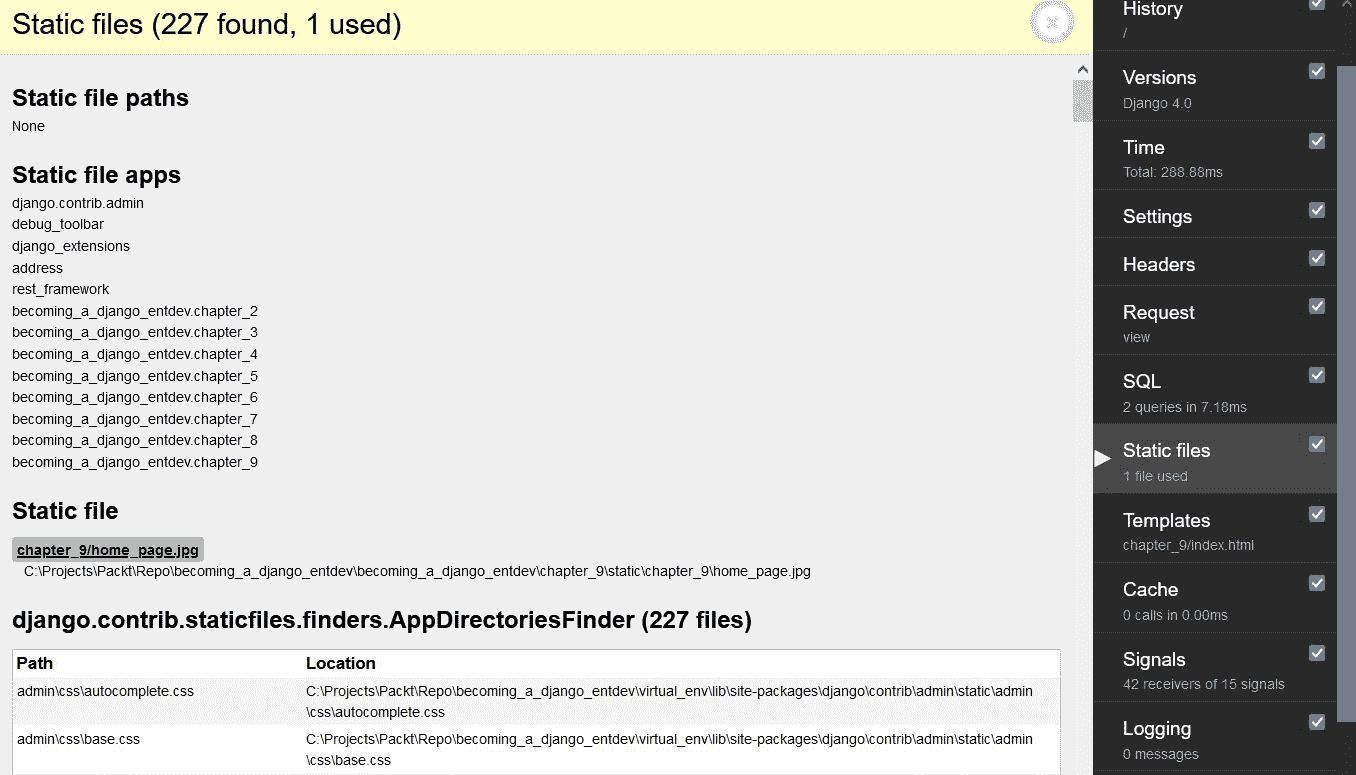 Static files (227 found, 1 used)
Static file paths
None
Static file apps
django.contrib.admin
debug_toolbar
django_extensions
address
rest_framework
becoming_a_django_entdev.chapter_2
becoming_a_django_entdev.chapter_3
becoming_a_django_entdev.chapter_4
becoming_a_django_entdev.chapter_5
becoming_a_django_entdev.chapter_6
becoming_a_django_entdev.chapter_7
becoming_a_django_entdev.chapter_8
becoming_a_django_entdev.chapter_9
Static file
chapter_9/home_page.jpg
C:\Projects\Packt\Repo\becoming_a_django_entdev\becoming_a_django_entdev\chapter_9\static\chapter_9\home_page.jpg
django.contrib.staticfiles.finders.AppDirectoriesFinder (227 files)
Path Location
admin\css\autocomplete.css C:\Projects\Packt\Repo\becoming_a_django_entdev\virtual_env\lib\site-packages\django\contrib\admin\static\admin
\css\autocomplete.css
admin\css\base.css C:\Projects\Packt\Repo\becoming_a_django_entdev\virtual_env\lib\site-packages\django\contrib\admin\static\admin
\css\base.css
History
/
Versions
Django 4.0
Time
Total: 288.88ms
Settings
Headers
Request
view
SQL
2 queries in 7.18ms
Static files
1 file used
Templates
chapter_9/index.html
Cache
0 calls in 0.00ms
Signals
42 receivers of 15 signals
Logging
0 messages